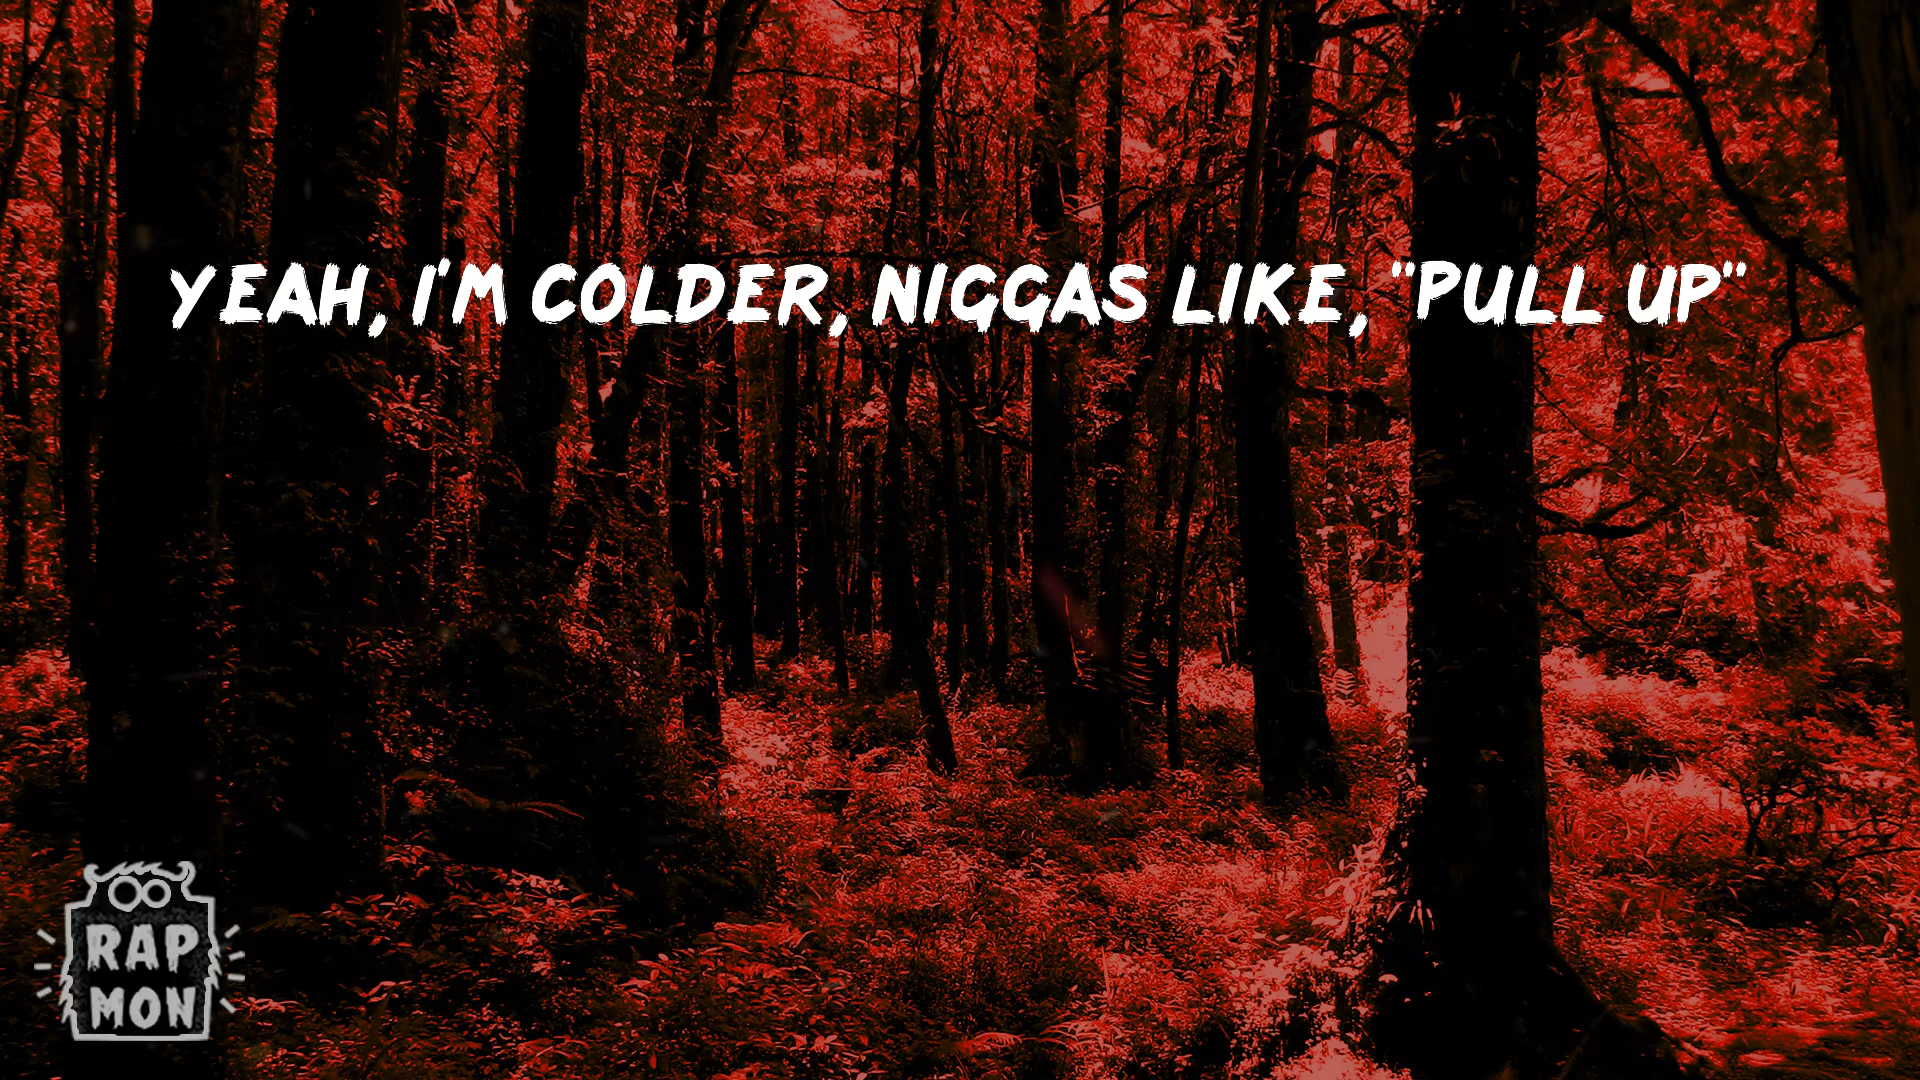 YEAH, I'M COLDER, NIGGAS LIKE, "PULL UP"
RAP
MON